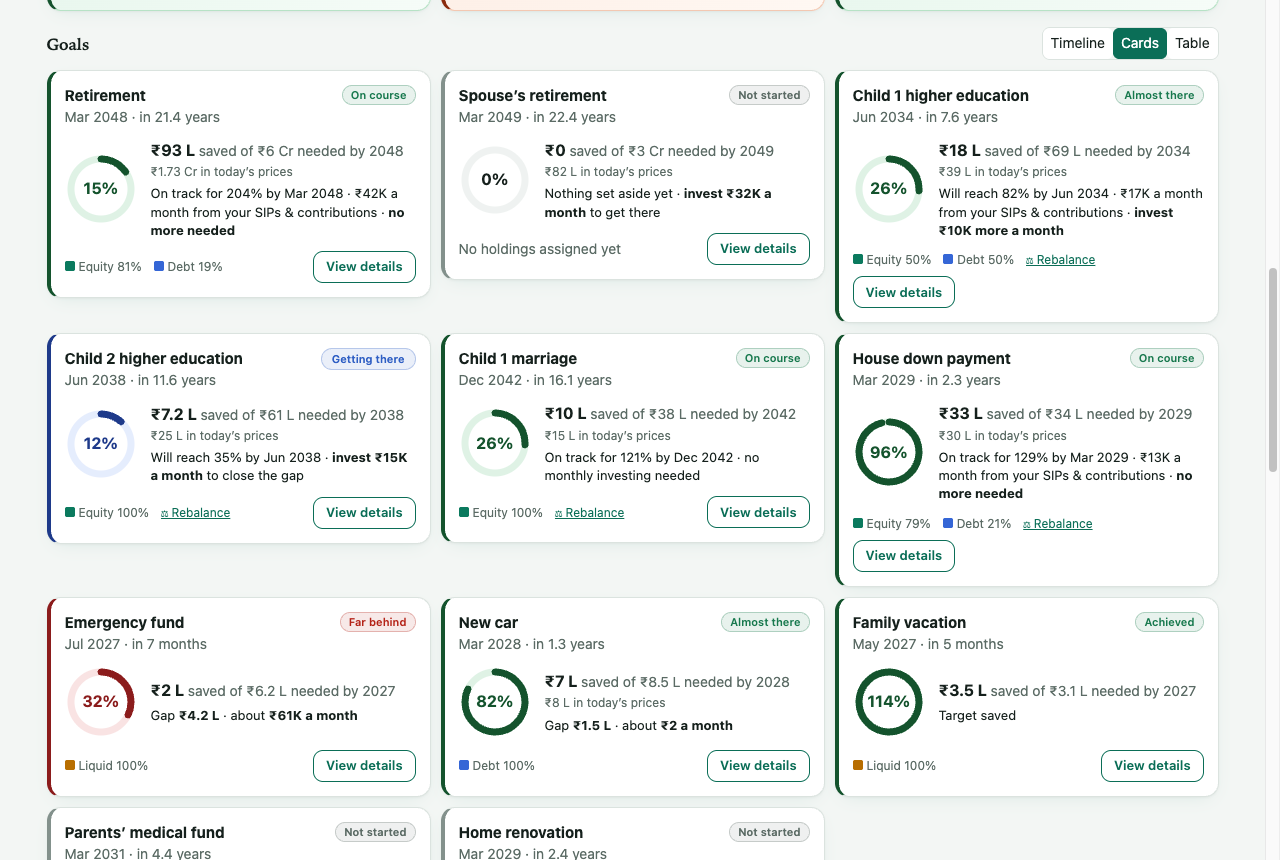 Goals
Timeline Cards Table
Retirement
On course
Mar 2048 · in 21.4 years
15%
₹93 L saved of ₹6 Cr needed by 2048
₹1.73 Cr in today’s prices
On track for 204% by Mar 2048 · ₹42K a
month from your SIPs & contributions · no
more needed
Equity 81% Debt 19%
View details
Spouse’s retirement
Not started
Mar 2049 · in 22.4 years
0%
₹0 saved of ₹3 Cr needed by 2049
₹82 L in today’s prices
Nothing set aside yet · invest ₹32K a
month to get there
No holdings assigned yet
View details
Child 1 higher education
Almost there
Jun 2034 · in 7.6 years
26%
₹18 L saved of ₹69 L needed by 2034
₹39 L in today’s prices
Will reach 82% by Jun 2034 · ₹17K a month
from your SIPs & contributions · invest
₹10K more a month
Equity 50% Debt 50% ⚖ Rebalance
View details
Child 2 higher education
Getting there
Jun 2038 · in 11.6 years
12%
₹7.2 L saved of ₹61 L needed by 2038
₹25 L in today’s prices
Will reach 35% by Jun 2038 · invest ₹15K
a month to close the gap
Equity 100% ⚖ Rebalance
View details
Child 1 marriage
On course
Dec 2042 · in 16.1 years
26%
₹10 L saved of ₹38 L needed by 2042
₹15 L in today’s prices
On track for 121% by Dec 2042 · no
monthly investing needed
Equity 100% ⚖ Rebalance
View details
House down payment
On course
Mar 2029 · in 2.3 years
96%
₹33 L saved of ₹34 L needed by 2029
₹30 L in today’s prices
On track for 129% by Mar 2029 · ₹13K a
month from your SIPs & contributions · no
more needed
Equity 79% Debt 21% ⚖ Rebalance
View details
Emergency fund
Far behind
Jul 2027 · in 7 months
32%
₹2 L saved of ₹6.2 L needed by 2027
Gap ₹4.2 L · about ₹61K a month
Liquid 100%
View details
New car
Almost there
Mar 2028 · in 1.3 years
82%
₹7 L saved of ₹8.5 L needed by 2028
₹8 L in today’s prices
Gap ₹1.5 L · about ₹2 a month
Debt 100%
View details
Family vacation
Achieved
May 2027 · in 5 months
114%
₹3.5 L saved of ₹3.1 L needed by 2027
Target saved
Liquid 100%
View details
Parents’ medical fund
Not started
Mar 2031 · in 4.4 years
Home renovation
Not started
Mar 2029 · in 2.4 years